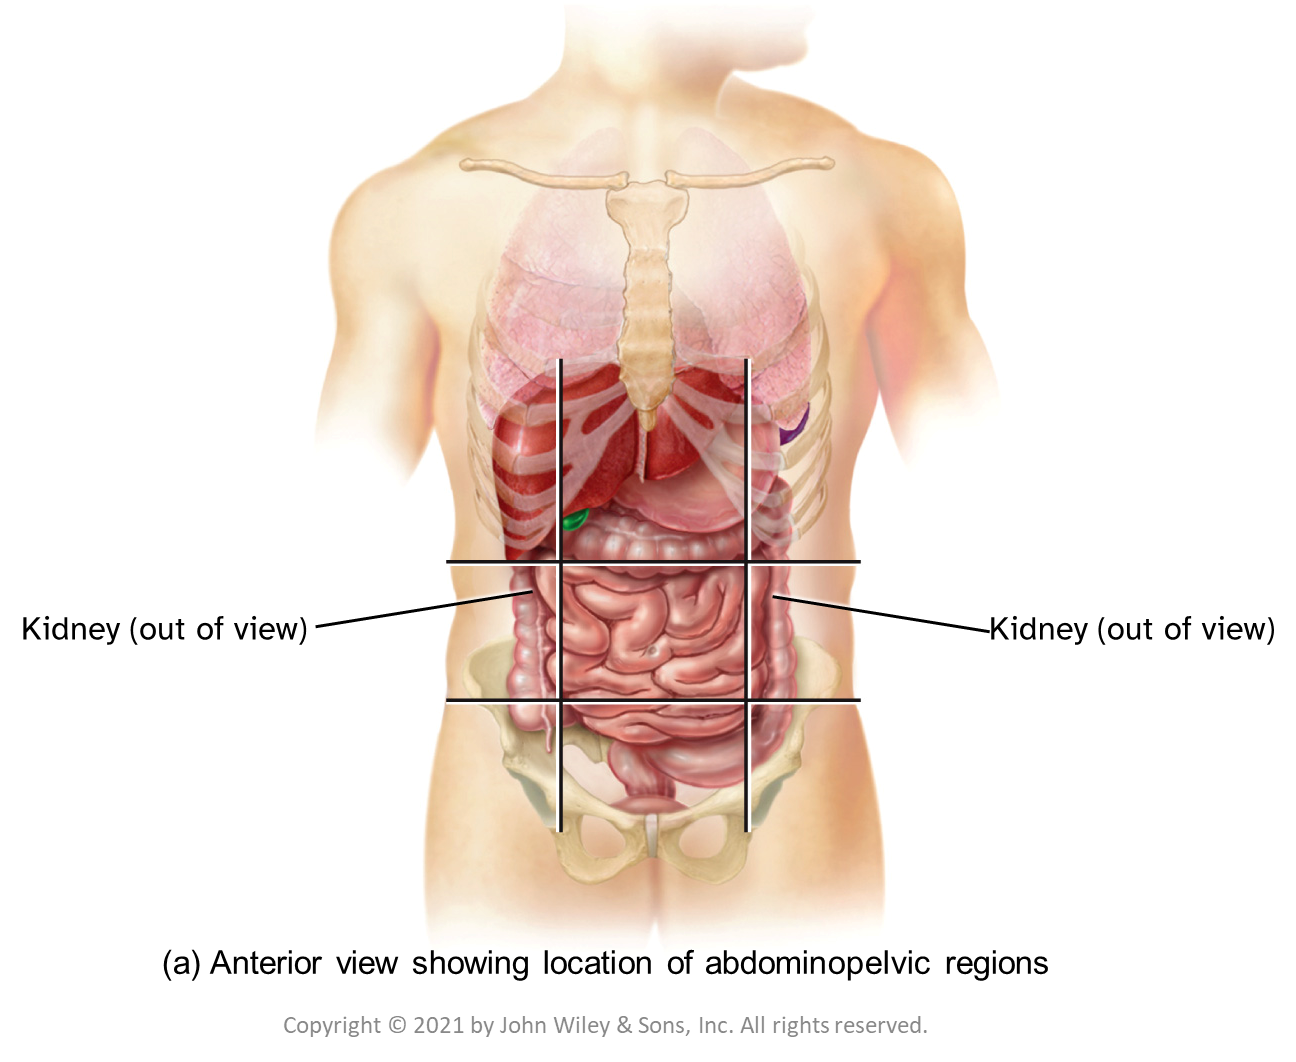 Kidney (out of view)
Kidney (out of view)
(a) Anterior view showing location of abdominopelvic regions
Copyright © 2021 by John Wiley & Sons, Inc. All rights reserved.